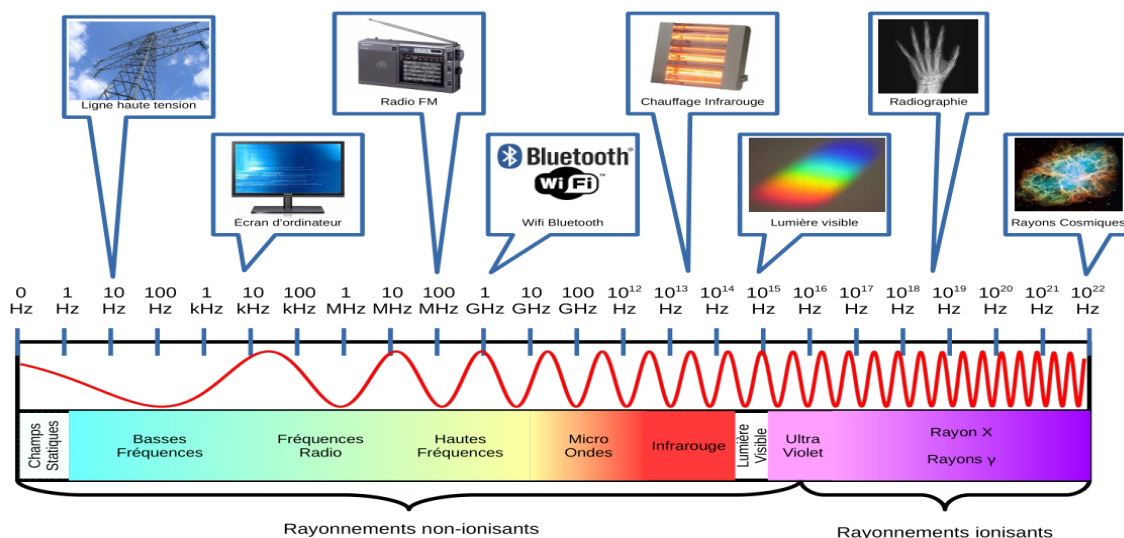 Ligne haute tension
Radio FM
Chauffage Infrarouge
Radiographie
Écran d'ordinateur
Bluetooth®
WiFi™
Wifi Bluetooth
Lumière visible
Rayons Cosmiques
0 Hz
1 Hz
10 Hz
100 Hz
1 kHz
10 kHz
100 kHz
1 MHz
10 MHz
100 MHz
1 GHz
10 GHz
100 GHz
10¹² Hz
10¹³ Hz
10¹⁴ Hz
10¹⁵ Hz
10¹⁶ Hz
10¹⁷ Hz
10¹⁸ Hz
10¹⁹ Hz
10²⁰ Hz
10²¹ Hz
10²² Hz
Champs
Statiques
Basses
Fréquences
Fréquences
Radio
Hautes
Fréquences
Micro
Ondes
Infrarouge
Lumière
Visible
Ultra
Violet
Rayon X
Rayons γ
Rayonnements non-ionisants
Rayonnements ionisants